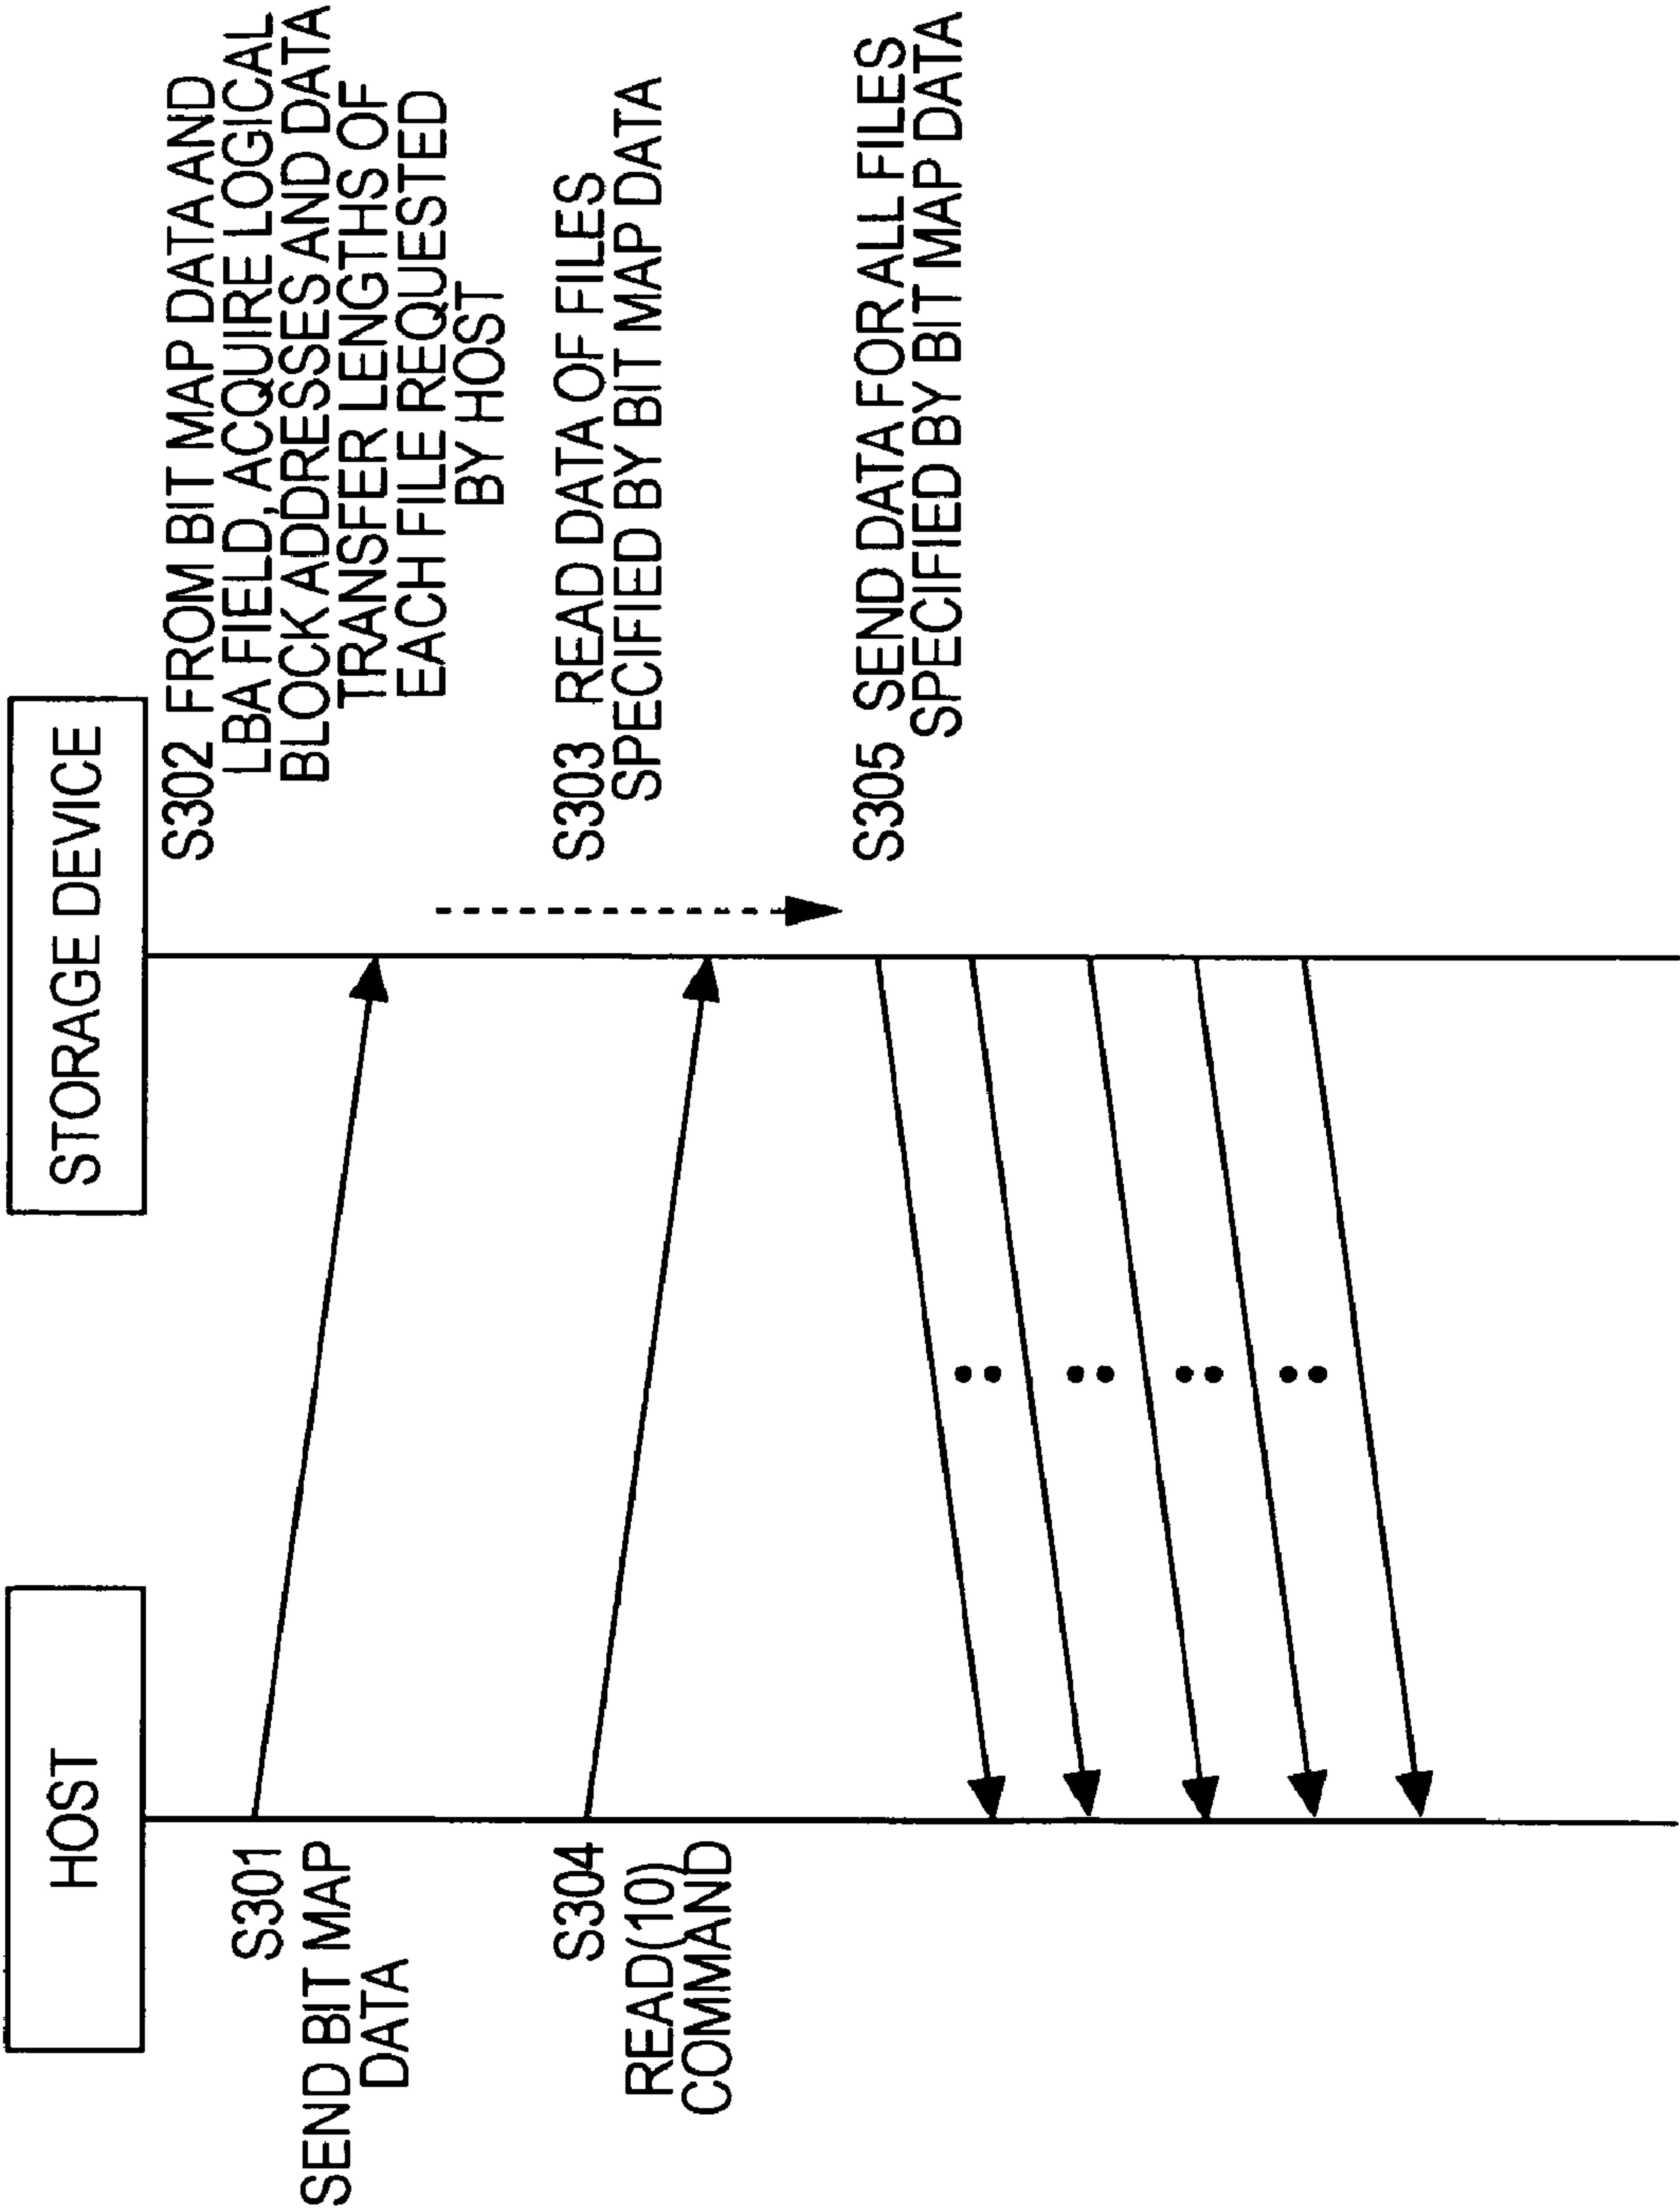 HOST
STORAGE DEVICE
S301
SEND BIT MAP
DATA
S302 FROM BIT MAP DATA AND
LBA FIELD, ACQUIRE LOGICAL
BLOCK ADDRESSES AND DATA
TRANSFER LENGTHS OF
EACH FILE REQUESTED
BY HOST
S303 READ DATA OF FILES
SPECIFIED BY BIT MAP DATA
S304
READ(10)
COMMAND
S305 SEND DATA FOR ALL FILES
SPECIFIED BY BIT MAP DATA